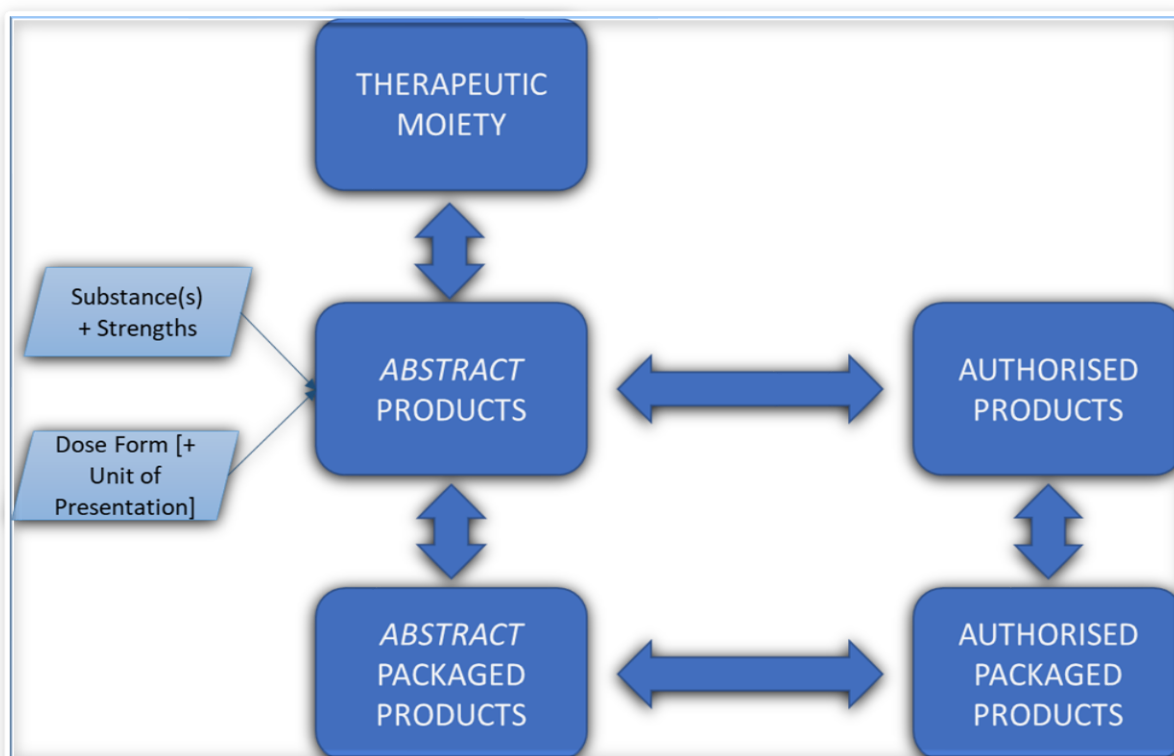 THERAPEUTIC
MOIETY
Substance(s)
+ Strengths
ABSTRACT
PRODUCTS
AUTHORISED
PRODUCTS
Dose Form [+
Unit of
Presentation]
ABSTRACT
PACKAGED
PRODUCTS
AUTHORISED
PACKAGED
PRODUCTS